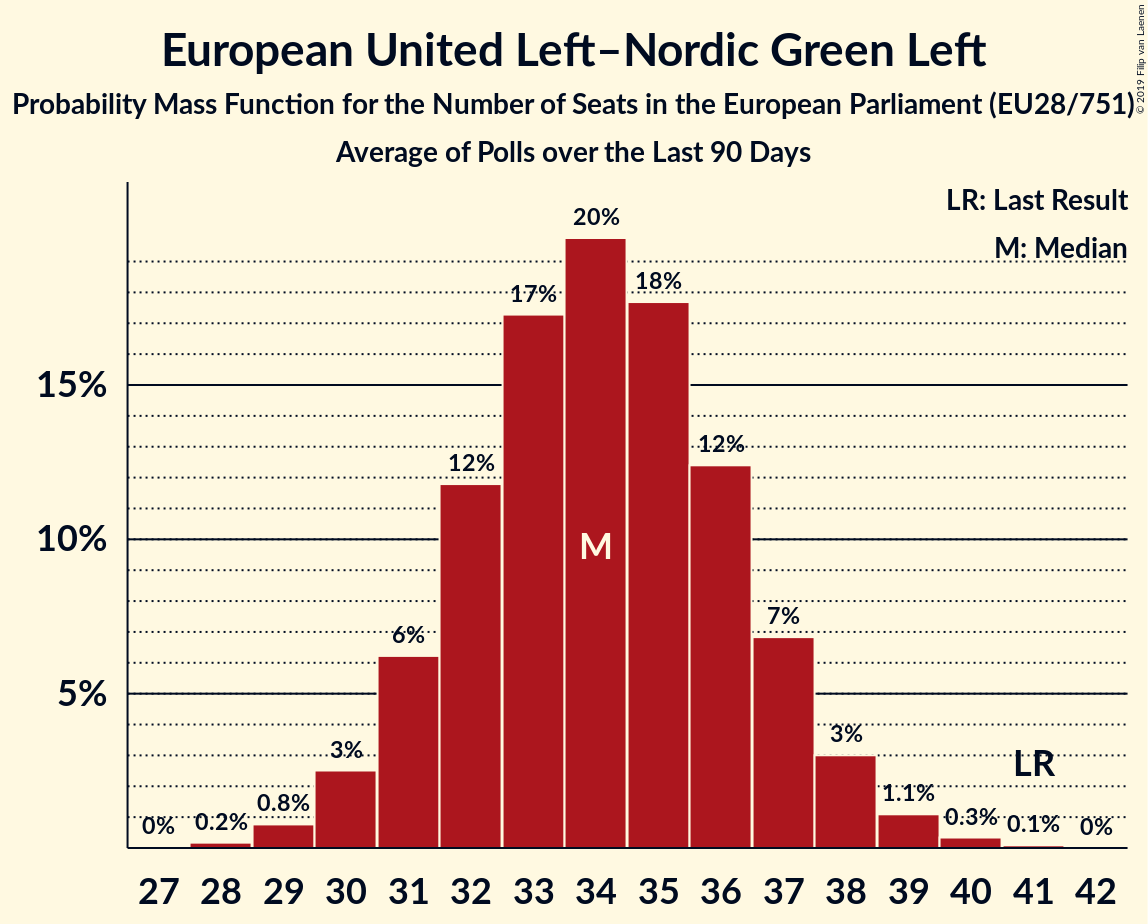 European United Left–Nordic Green Left
Probability Mass Function for the Number of Seats in the European Parliament (EU28/751)
Average of Polls over the Last 90 Days
© 2019 Filip van Laenen
LR: Last Result
M: Median
20%
18%
17%
15%
12%
12%
10%
M
7%
6%
5%
3%
3%
LR
0.8%
1.1%
0%
0.2%
0.3%
0.1%
0%
27 28 29 30 31 32 33 34 35 36 37 38 39 40 41 42